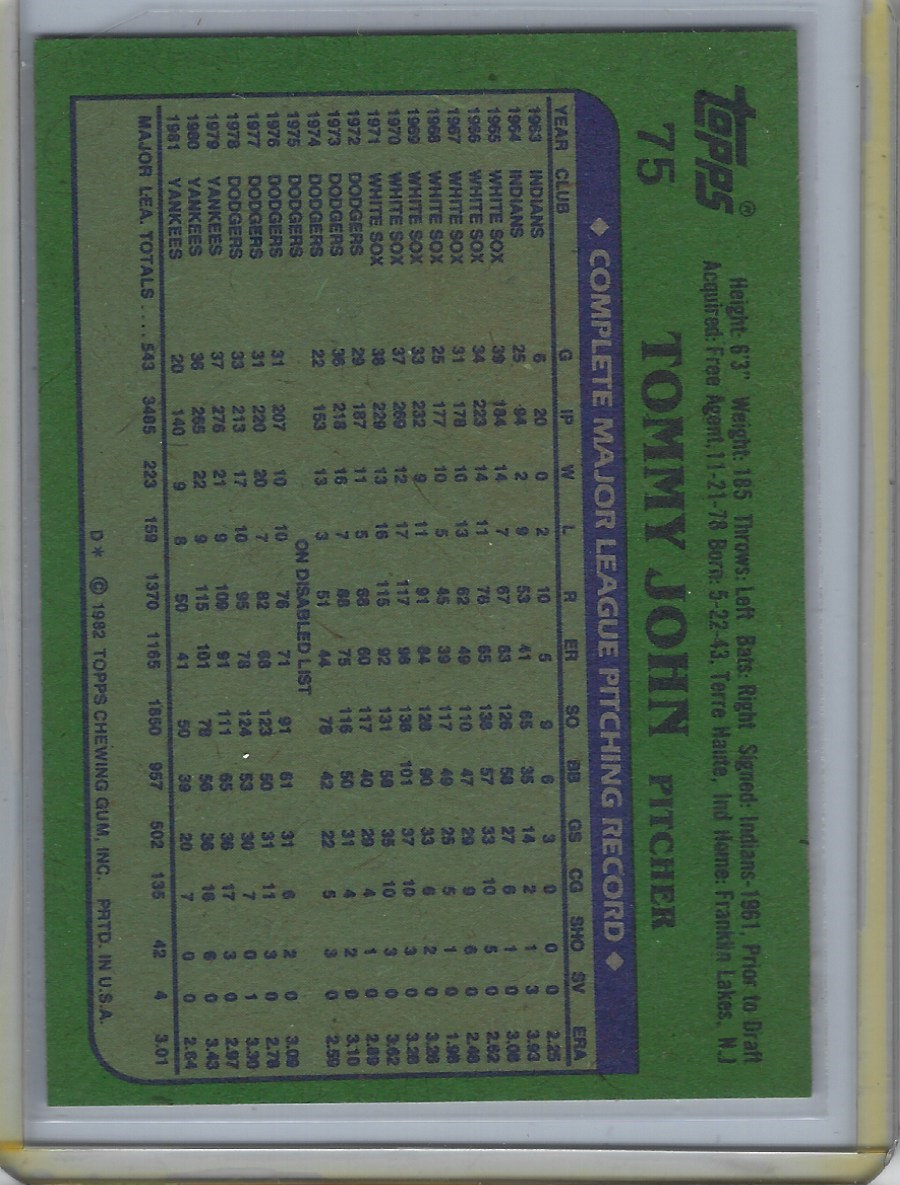 topps®
Height: 6'3" Weight: 185 Throws: Left Bats: Right Signed: Indians-1961, Prior to Draft
Acquired: Free Agent, 11-21-78 Born: 5-22-43, Terre Haute, Ind Home: Franklin Lakes, N.J
75 TOMMY JOHN PITCHER
◆ COMPLETE MAJOR LEAGUE PITCHING RECORD ◆
YEAR CLUB G IP W L R ER SO BB GS CG SHO SV ERA
1963 INDIANS 6 20 0 2 10 5 9 6 3 0 0 0 2.25
1964 INDIANS 25 94 2 9 53 41 65 35 14 2 1 3 3.93
1965 WHITE SOX 39 184 14 7 67 63 126 58 27 6 1 0 3.08
1966 WHITE SOX 34 223 14 11 76 65 138 57 33 10 5 0 2.62
1967 WHITE SOX 31 178 10 13 62 49 110 47 29 9 6 0 2.48
1968 WHITE SOX 25 177 10 5 45 39 117 49 25 5 1 0 1.98
1969 WHITE SOX 33 232 9 11 91 84 128 90 33 6 2 0 3.26
1970 WHITE SOX 37 269 12 17 117 98 138 101 37 10 3 0 3.28
1971 WHITE SOX 38 229 13 16 115 92 131 58 35 10 3 0 3.62
1972 DODGERS 29 187 11 5 68 60 117 40 29 4 1 0 2.89
1973 DODGERS 36 218 16 7 88 75 116 50 31 4 2 0 3.10
1974 DODGERS 22 153 13 3 51 44 78 42 22 5 3 0 2.59
1975 DODGERS ON DISABLED LIST
1976 DODGERS 31 207 10 10 76 71 91 61 31 6 2 0 3.09
1977 DODGERS 31 220 20 7 82 68 123 50 31 11 3 0 2.78
1978 DODGERS 33 213 17 10 95 78 124 53 30 7 0 1 3.30
1979 YANKEES 37 276 21 9 109 91 111 65 36 17 3 0 2.97
1980 YANKEES 36 265 22 9 115 101 78 56 36 16 6 0 3.43
1981 YANKEES 20 140 9 8 50 41 50 39 20 7 0 0 2.64
MAJOR LEA. TOTALS .... 543 3485 223 159 1370 1165 1850 957 502 135 42 4 3.01
D* © 1982 TOPPS CHEWING GUM, INC. PRTD. IN U.S.A.